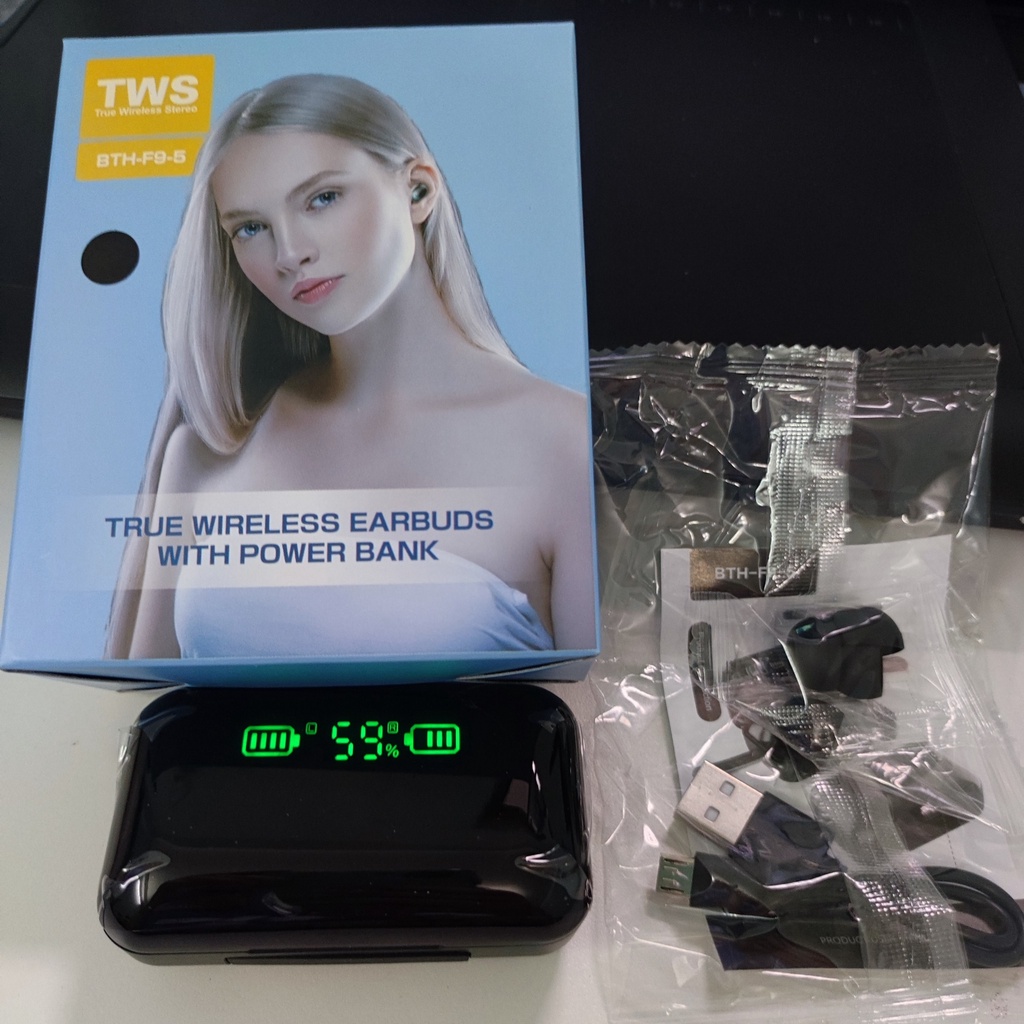 TWS
True Wireless Stereo
BTH-F9-5
TRUE WIRELESS EARBUDS
WITH POWER BANK
L
59
R
%